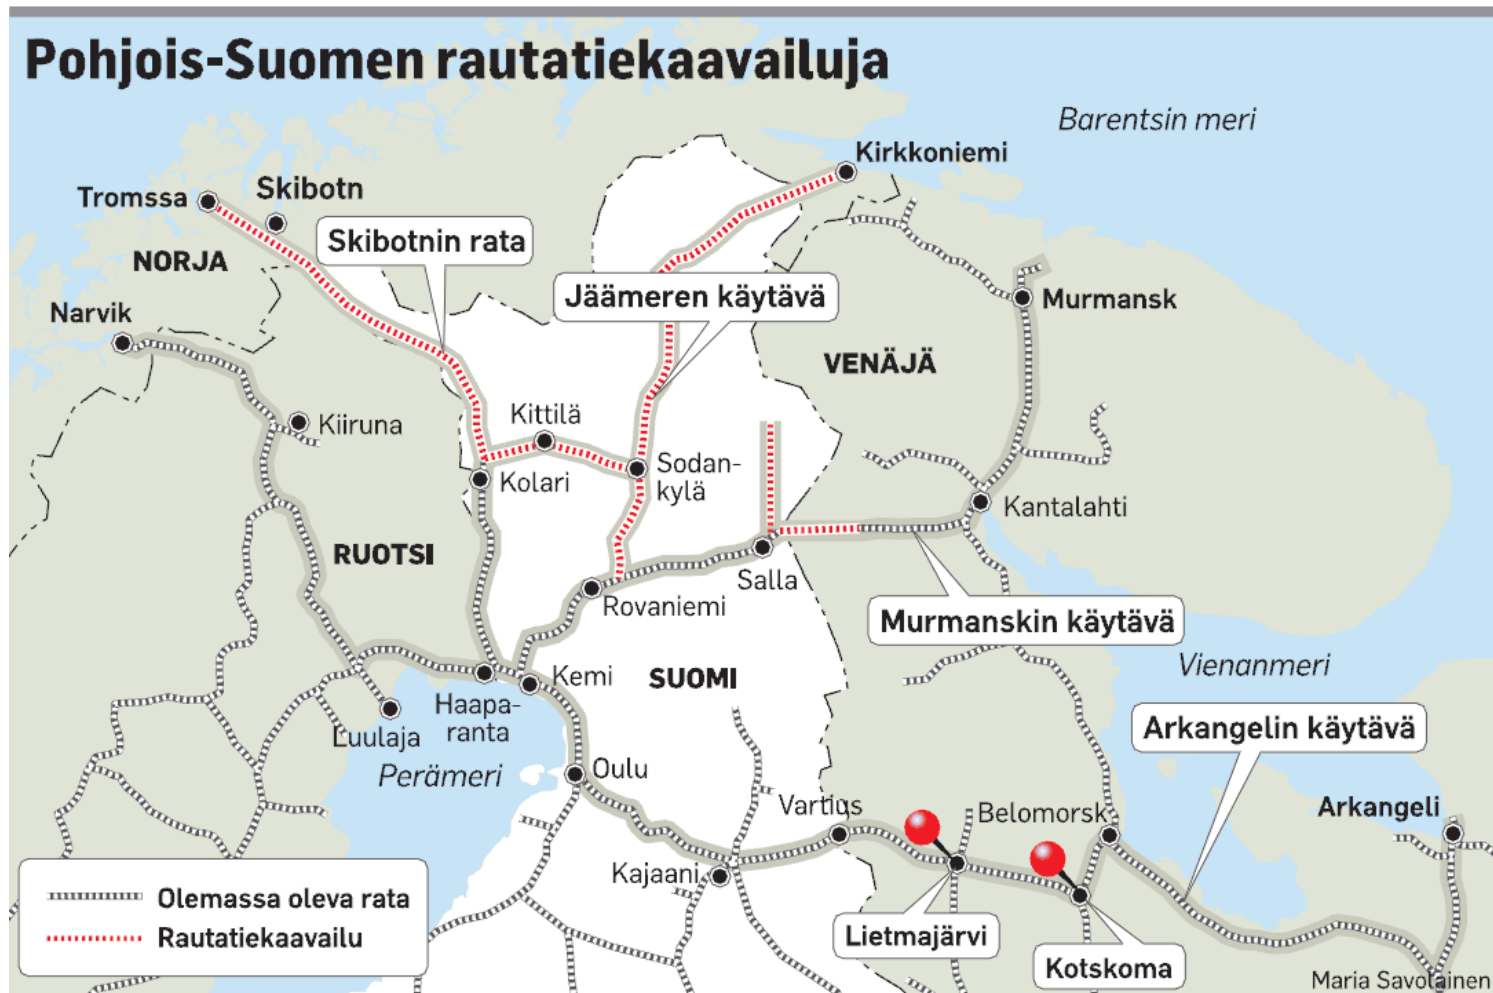 Pohjois-Suomen rautatiekaavailuja
Barentsin meri
Kirkkoniemi
Skibotn
Tromssa
Skibotnin rata
NORJA
Jäämeren käytävä
Murmansk
Narvik
VENÄJÄ
Kittilä
Kiiruna
Sodan-
kylä
Kolari
Kantalahti
RUOTSI
Salla
Rovaniemi
Murmanskin käytävä
Vienanmeri
Kemi
SUOMI
Haapa-
ranta
Luulaja
Arkangelin käytävä
Perämeri
Oulu
Vartius
Belomorsk
Arkangeli
Kajaani
Olemassa oleva rata
Rautatiekaavailu
Lietmajärvi
Kotskoma
Maria Savolainen